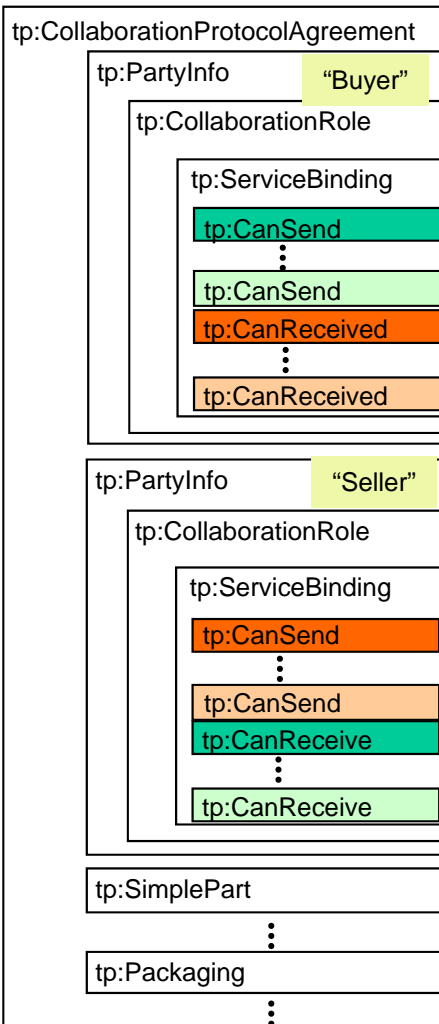 tp:CollaborationProtocolAgreement
tp:PartyInfo
“Buyer”
tp:CollaborationRole
tp:ServiceBinding
tp:CanSend
tp:CanSend
tp:CanReceived
tp:CanReceived
tp:PartyInfo
“Seller”
tp:CollaborationRole
tp:ServiceBinding
tp:CanSend
tp:CanSend
tp:CanReceive
tp:CanReceive
tp:SimplePart
tp:Packaging